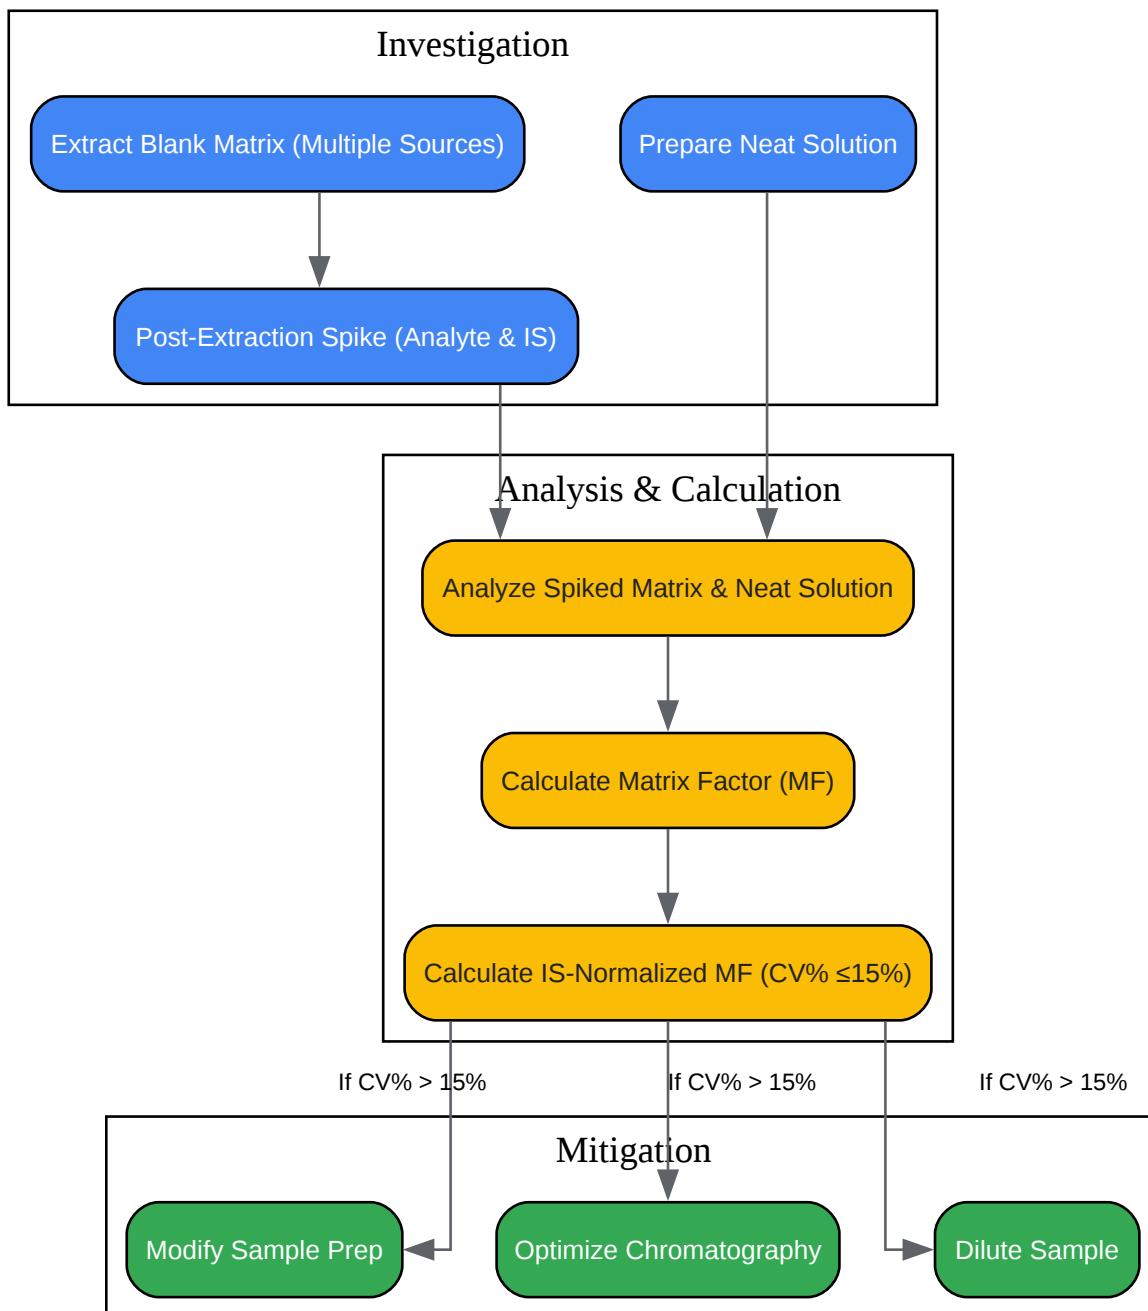 Investigation
Extract Blank Matrix (Multiple Sources)
Prepare Neat Solution
Post-Extraction Spike (Analyte & IS)
Analysis & Calculation
Analyze Spiked Matrix & Neat Solution
Calculate Matrix Factor (MF)
Calculate IS-Normalized MF (CV% ≤15%)
If CV% > 15%
If CV% > 15%
If CV% > 15%
Mitigation
Modify Sample Prep
Optimize Chromatography
Dilute Sample